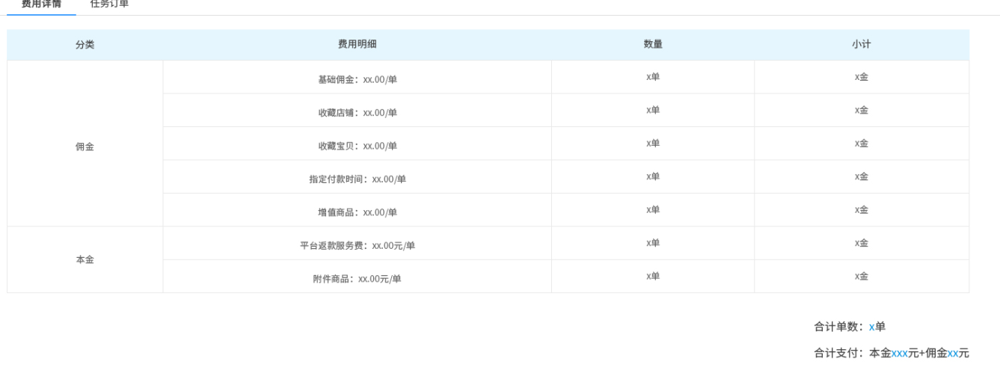 费用详情 任务订单
分类 费用明细 数量 小计
基础佣金：xx.00/单 x单 x金
收藏店铺：xx.00/单 x单 x金
佣金 收藏宝贝：xx.00/单 x单 x金
指定付款时间：xx.00/单 x单 x金
增值商品：xx.00/单 x单 x金
平台返款服务费：xx.00元/单 x单 x金
本金
附件商品：xx.00元/单 x单 x金
合计单数：x单
合计支付：本金xxx元+佣金xx元